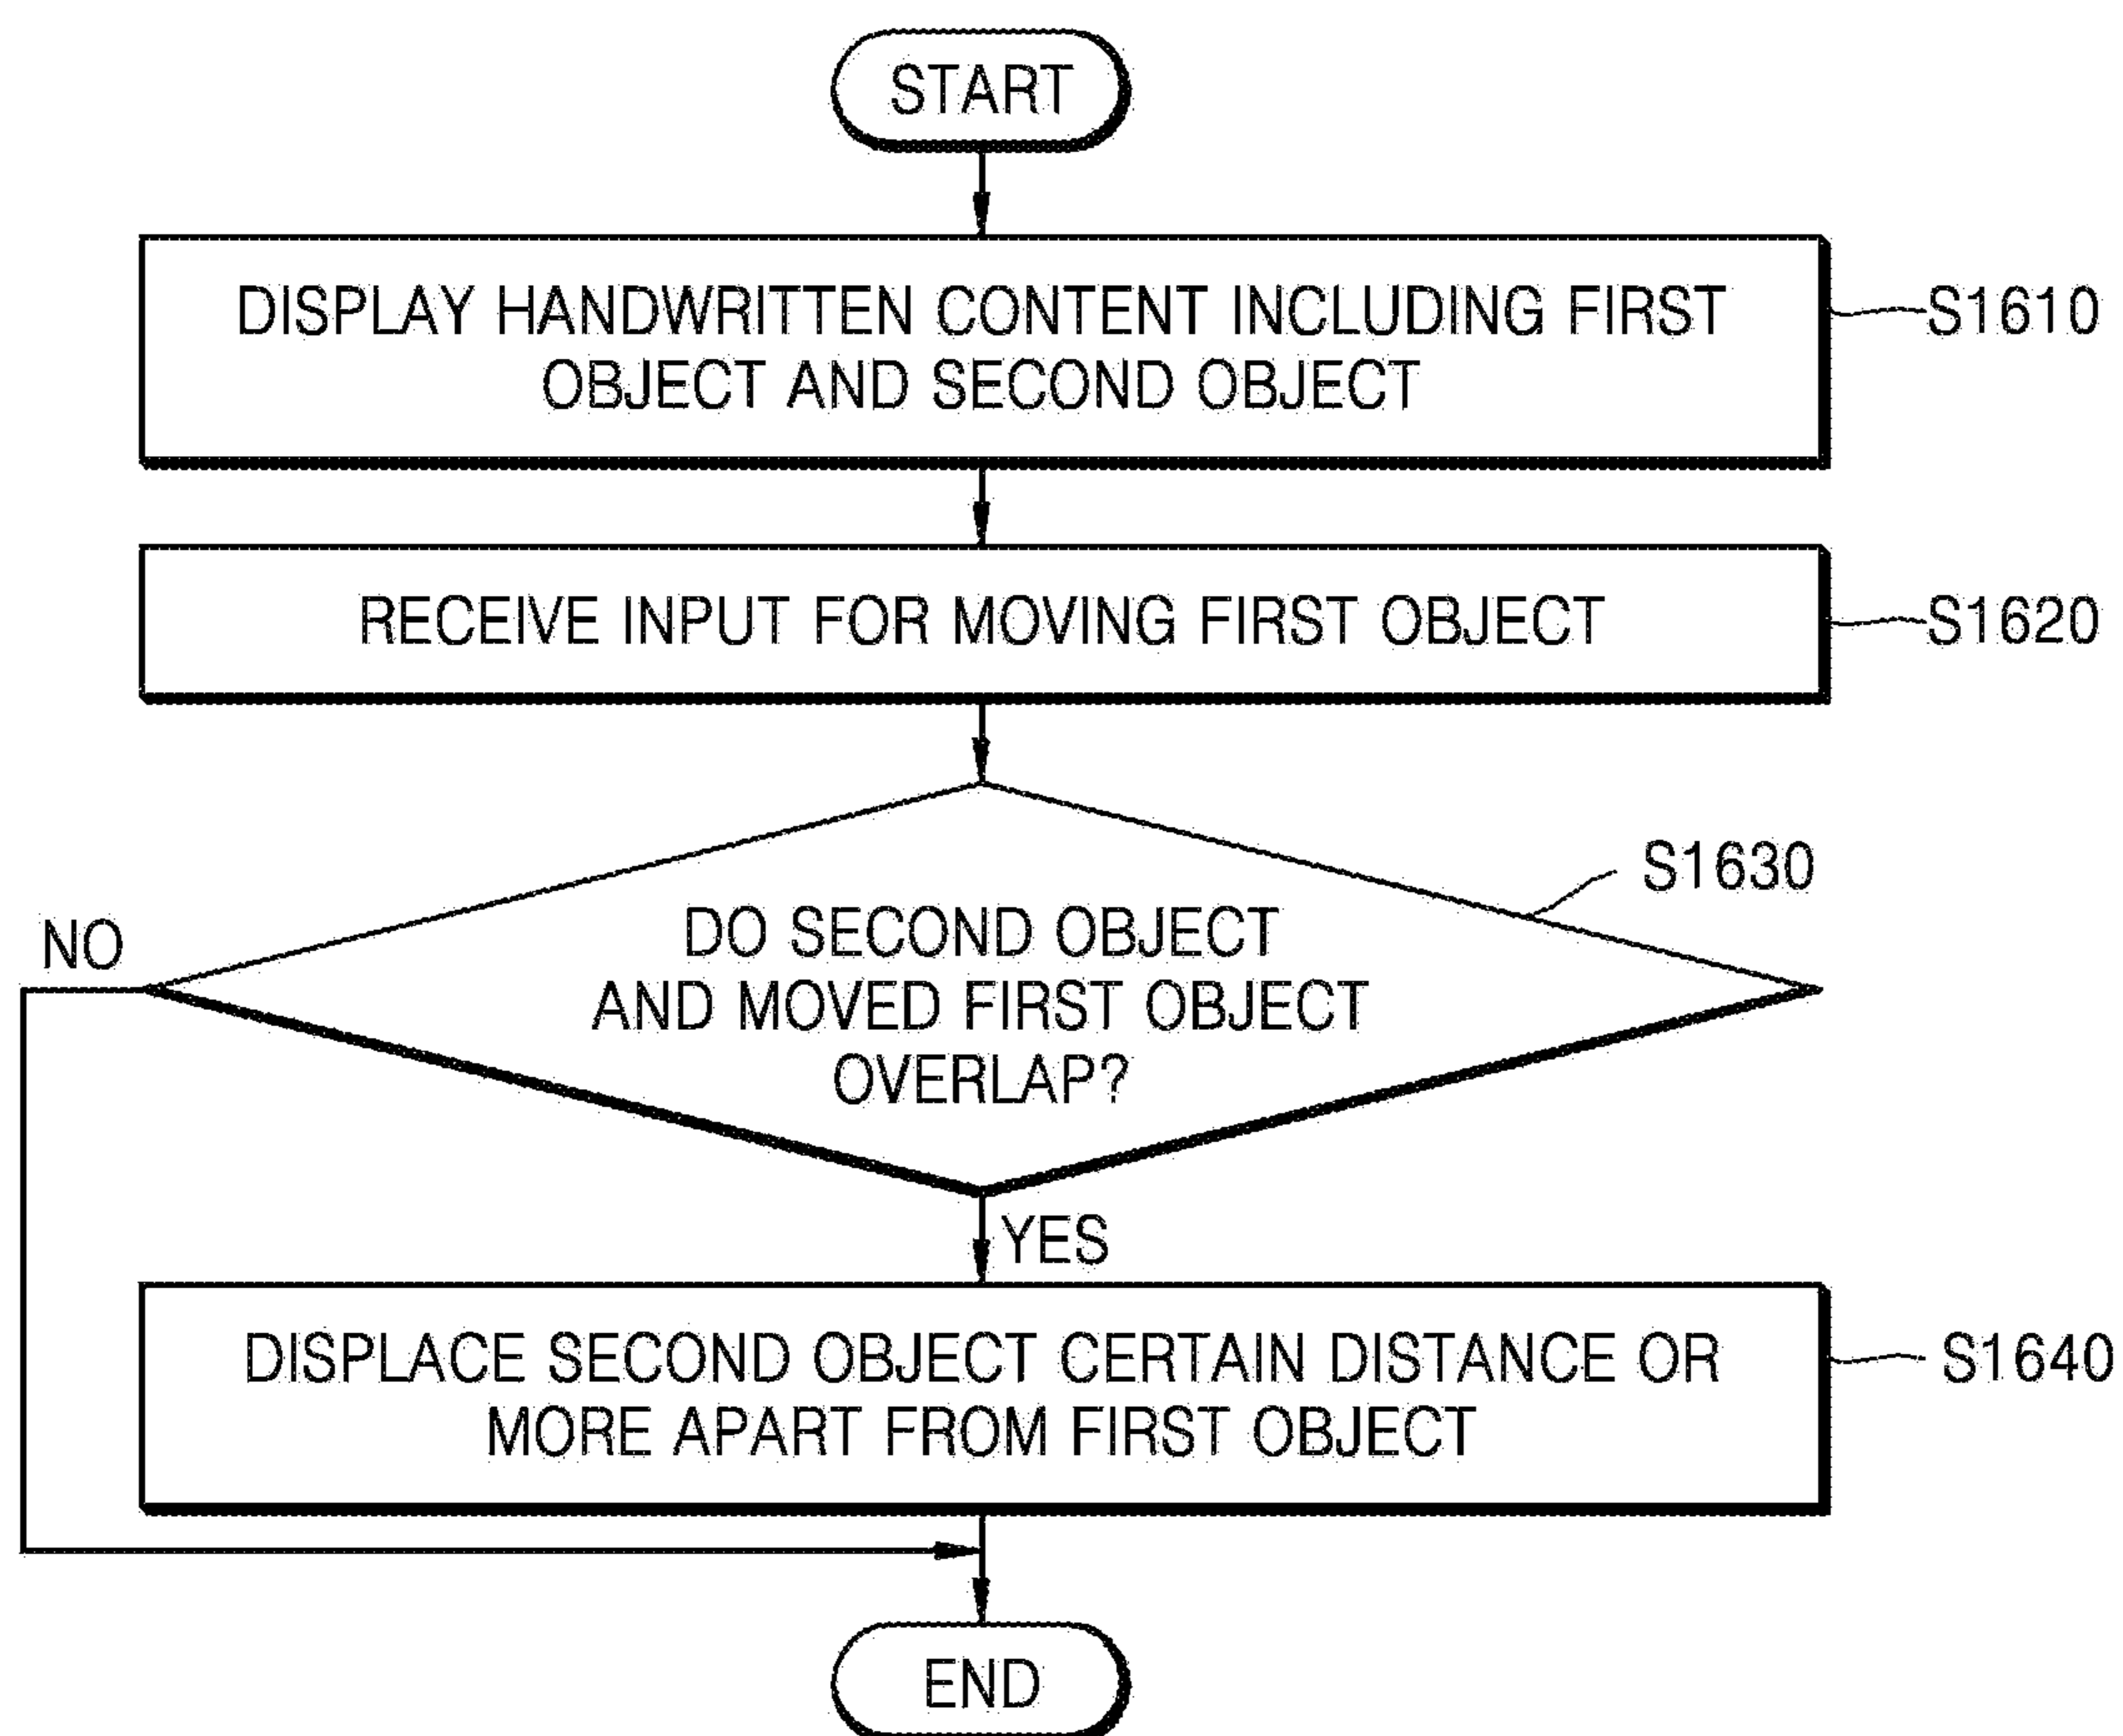 START
DISPLAY HANDWRITTEN CONTENT INCLUDING FIRST
OBJECT AND SECOND OBJECT
S1610
RECEIVE INPUT FOR MOVING FIRST OBJECT
S1620
S1630
NO
DO SECOND OBJECT
AND MOVED FIRST OBJECT
OVERLAP?
YES
DISPLACE SECOND OBJECT CERTAIN DISTANCE OR
MORE APART FROM FIRST OBJECT
S1640
END